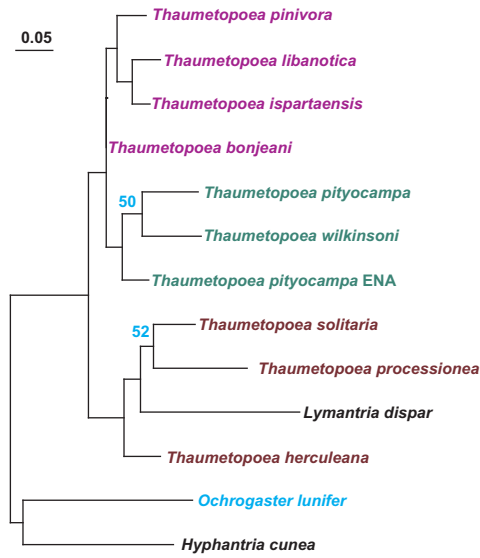 Thaumetopoea pinivora
0.05
Thaumetopoea libanotica
Thaumetopoea ispartaensis
Thaumetopoea bonjeani
50
Thaumetopoea pityocampa
Thaumetopoea wilkinsoni
Thaumetopoea pityocampa ENA
52
Thaumetopoea solitaria
Thaumetopoea processionea
Lymantria dispar
Thaumetopoea herculeana
Ochrogaster lunifer
Hyphantria cunea